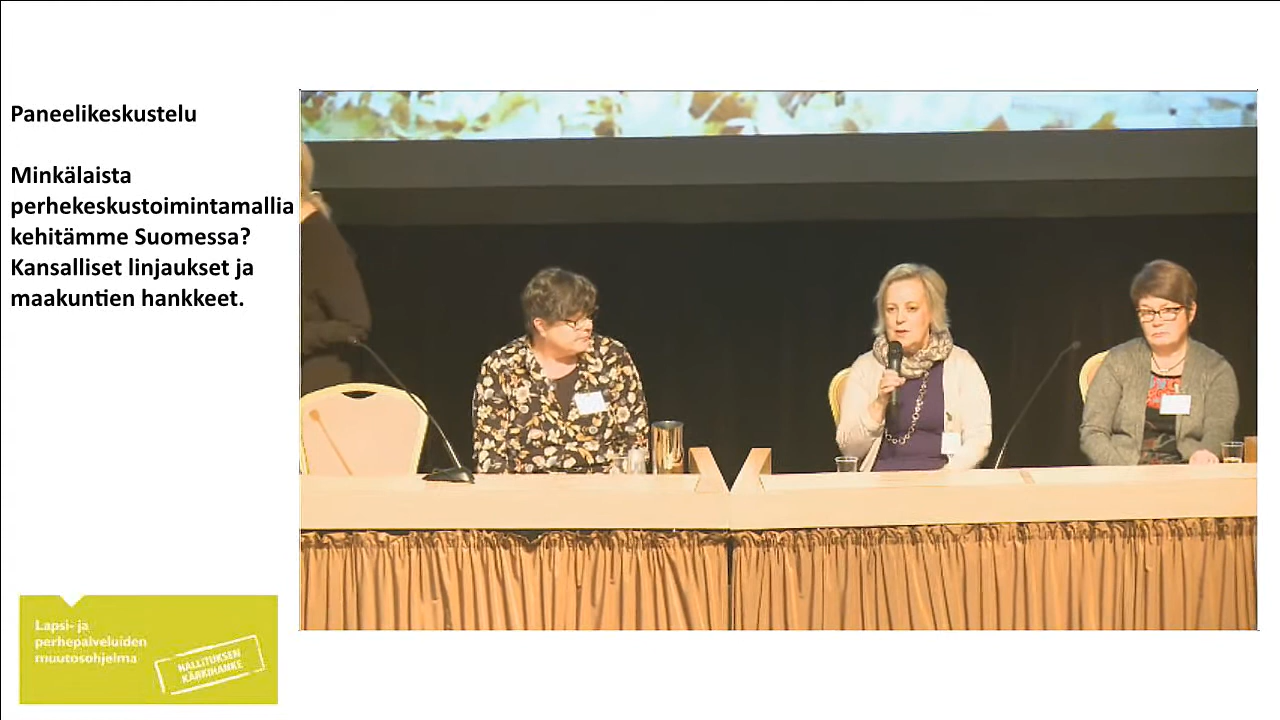 Paneelikeskustelu
Minkälaista
perhekeskustoimintamallia
kehitämme Suomessa?
Kansalliset linjaukset ja
maakuntien hankkeet.
Lapsi- ja
perhepalveluiden
muutosohjelma
HALLITUKSEN
KÄRKIHANKE